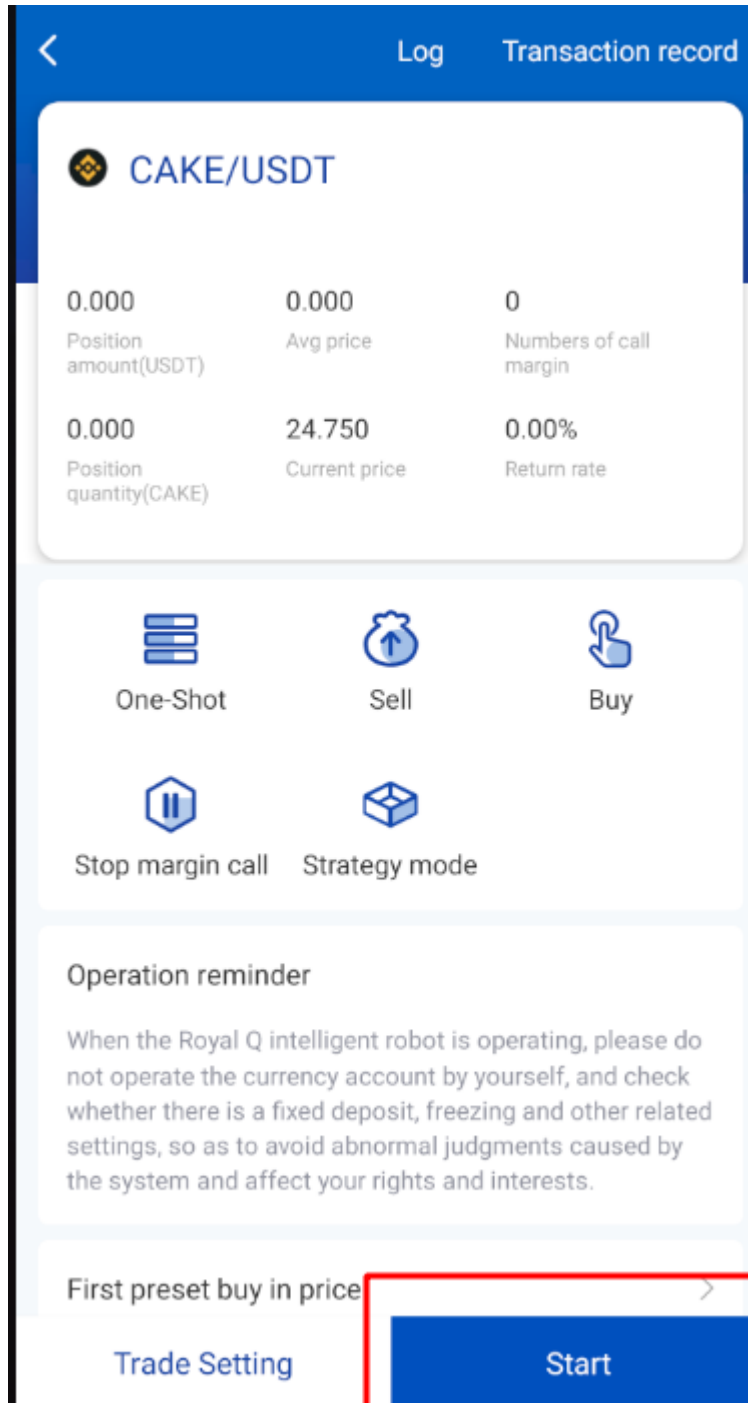 Log Transaction record
CAKE/USDT
0.000 0.000 0
Position Avg price Numbers of call
amount(USDT) margin
0.000 24.750 0.00%
Position Current price Return rate
quantity(CAKE)
One-Shot Sell Buy
Stop margin call Strategy mode
Operation reminder
When the Royal Q intelligent robot is operating, please do
not operate the currency account by yourself, and check
whether there is a fixed deposit, freezing and other related
settings, so as to avoid abnormal judgments caused by
the system and affect your rights and interests.
First preset buy in price
Trade Setting Start